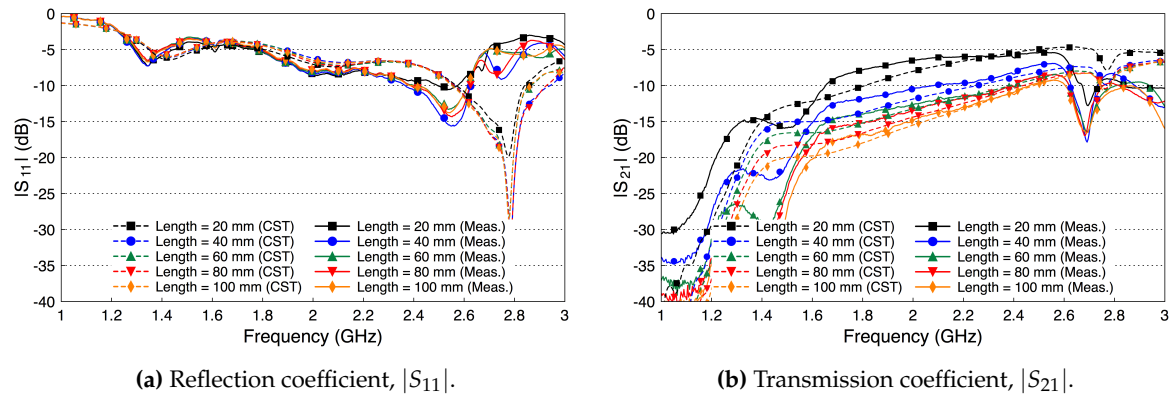 0
-5
-10
-15
-20
-25
-30
-35
-40
|S11| (dB)
Length = 20 mm (CST)
Length = 40 mm (CST)
Length = 60 mm (CST)
Length = 80 mm (CST)
Length = 100 mm (CST)
Length = 20 mm (Meas.)
Length = 40 mm (Meas.)
Length = 60 mm (Meas.)
Length = 80 mm (Meas.)
Length = 100 mm (Meas.)
1 1.2 1.4 1.6 1.8 2 2.2 2.4 2.6 2.8 3
Frequency (GHz)
(a) Reflection coefficient, |S11|.
0
-5
-10
-15
-20
-25
-30
-35
-40
|S21| (dB)
Length = 20 mm (CST)
Length = 40 mm (CST)
Length = 60 mm (CST)
Length = 80 mm (CST)
Length = 100 mm (CST)
Length = 20 mm (Meas.)
Length = 40 mm (Meas.)
Length = 60 mm (Meas.)
Length = 80 mm (Meas.)
Length = 100 mm (Meas.)
1 1.2 1.4 1.6 1.8 2 2.2 2.4 2.6 2.8 3
Frequency (GHz)
(b) Transmission coefficient, |S21|.